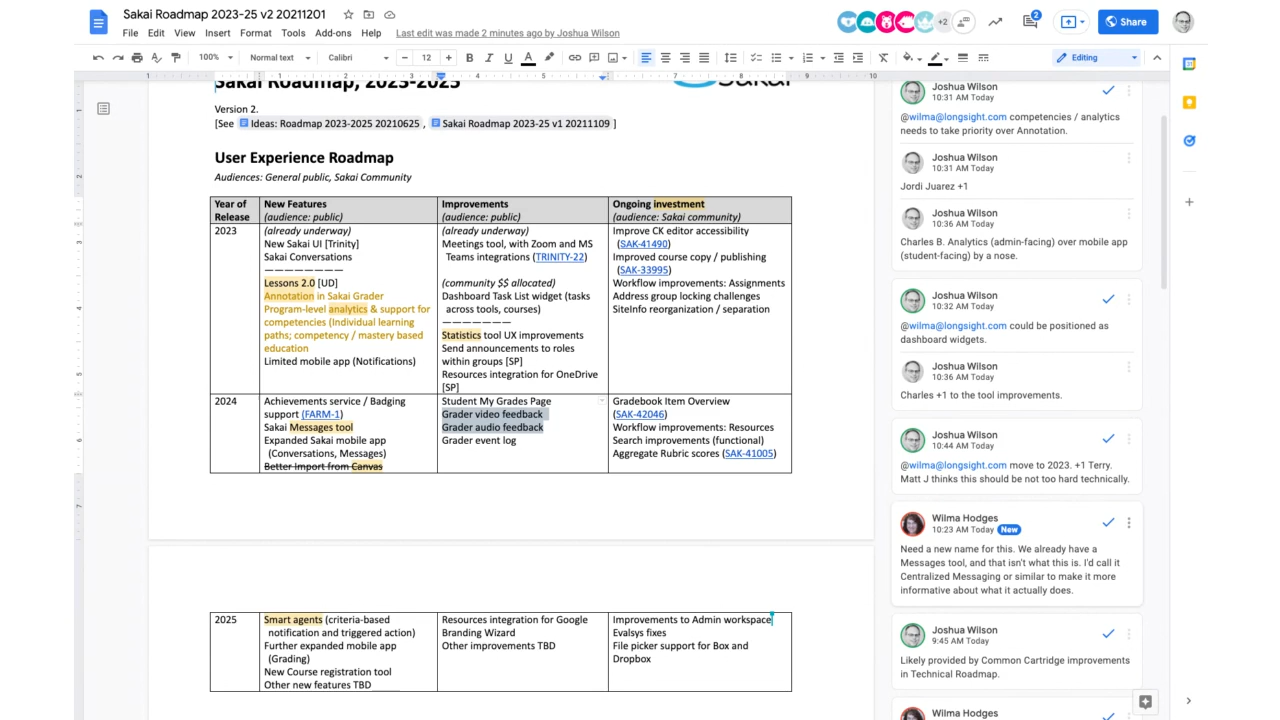 Sakai Roadmap 2023-25 v2 20211201
+2
2
Share
File Edit View Insert Format Tools Add-ons Help
Last edit was made 2 minutes ago by Joshua Wilson
100% Normal text Calibri 12 B I U A Editing
1 1 2 3 4 5 6 7 8 9 10
Sakai Roadmap, 2023-2025
sakai
Version 2.
[See Ideas: Roadmap 2023-2025 20210625 , Sakai Roadmap 2023-25 v1 20211109 ]
User Experience Roadmap
Audiences: General public, Sakai Community
Year of
Release
New Features
(audience: public)
Improvements
(audience: public)
Ongoing investment
(audience: Sakai community)
2023
(already underway)
New Sakai UI [Trinity]
Sakai Conversations
————————
Lessons 2.0 [UD]
Annotation in Sakai Grader
Program-level analytics & support for
competencies (Individual learning
paths; competency / mastery based
education
Limited mobile app (Notifications)
(already underway)
Meetings tool, with Zoom and MS
Teams integrations (TRINITY-22)
(community $$ allocated)
Dashboard Task List widget (tasks
across tools, courses)
———————
Statistics tool UX improvements
Send announcements to roles
within groups [SP]
Resources integration for OneDrive
[SP]
Improve CK editor accessibility
(SAK-41490)
Improved course copy / publishing
(SAK-33995)
Workflow improvements: Assignments
Address group locking challenges
SiteInfo reorganization / separation
2024
Achievements service / Badging
support (FARM-1)
Sakai Messages tool
Expanded Sakai mobile app
(Conversations, Messages)
Better Import from Canvas
Student My Grades Page
Grader video feedback
Grader audio feedback
Grader event log
Gradebook Item Overview
(SAK-42046)
Workflow improvements: Resources
Search improvements (functional)
Aggregate Rubric scores (SAK-41005)
2025
Smart agents (criteria-based
notification and triggered action)
Further expanded mobile app
(Grading)
New Course registration tool
Other new features TBD
Resources integration for Google
Branding Wizard
Other improvements TBD
Improvements to Admin workspace
Evalsys fixes
File picker support for Box and
Dropbox
Joshua Wilson
10:31 AM Today
@wilma@longsight.com competencies / analytics
needs to take priority over Annotation.
Joshua Wilson
10:31 AM Today
Jordi Juarez +1
Joshua Wilson
10:36 AM Today
Charles B. Analytics (admin-facing) over mobile app
(student-facing) by a nose.
Joshua Wilson
10:32 AM Today
@wilma@longsight.com could be positioned as
dashboard widgets.
Joshua Wilson
10:36 AM Today
Charles +1 to the tool improvements.
Joshua Wilson
10:44 AM Today
@wilma@longsight.com move to 2023. +1 Terry.
Matt J thinks this should be not too hard technically.
Wilma Hodges
10:23 AM Today New
Need a new name for this. We already have a
Messages tool, and that isn't what this is. I'd call it
Centralized Messaging or similar to make it more
informative about what it actually does.
Joshua Wilson
9:45 AM Today
Likely provided by Common Cartridge improvements
in Technical Roadmap.
Wilma Hodges